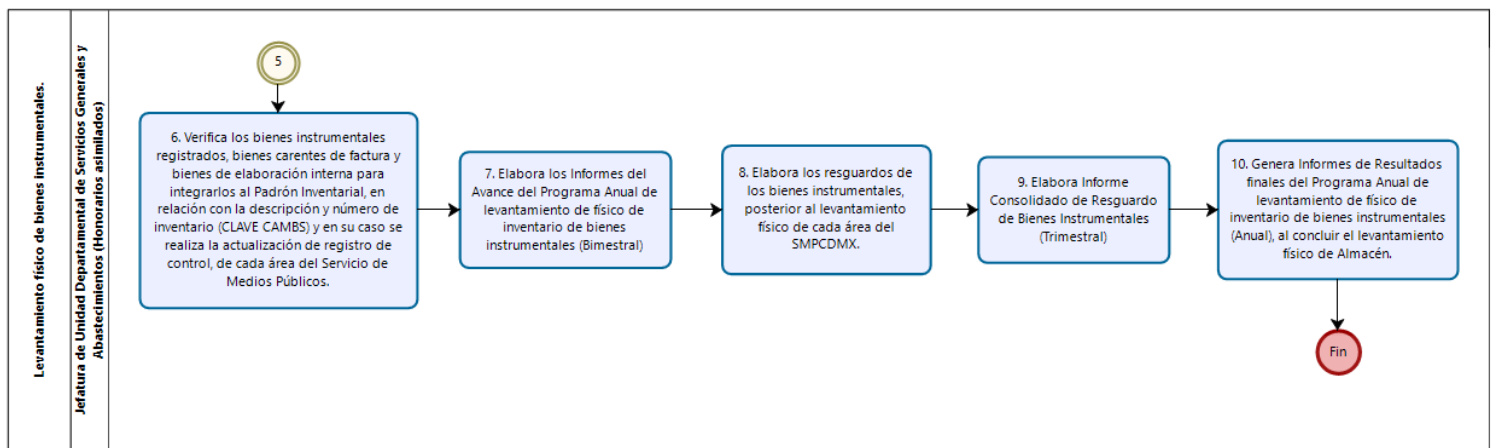 Levantamiento físico de bienes instrumentales.
Jefatura de Unidad Departamental de Servicios Generales y
Abastecimientos (Honorarios asimilados)
5
6. Verifica los bienes instrumentales
registrados, bienes carentes de factura y
bienes de elaboración interna para
integrarlos al Padrón Inventarial, en
relación con la descripción y número de
inventario (CLAVE CAMBS) y en su caso se
realiza la actualización de registro de
control, de cada área del Servicio de
Medios Públicos.
7. Elabora los Informes del
Avance del Programa Anual de
levantamiento de físico de
inventario de bienes
instrumentales (Bimestral)
8. Elabora los resguardos de
los bienes instrumentales,
posterior al levantamiento
físico de cada área del
SMPCDMX.
9. Elabora Informe
Consolidado de Resguardo
de Bienes Instrumentales
(Trimestral)
10. Genera Informes de Resultados
finales del Programa Anual de
levantamiento de físico de
inventario de bienes instrumentales
(Anual), al concluir el levantamiento
físico de Almacén.
Fin